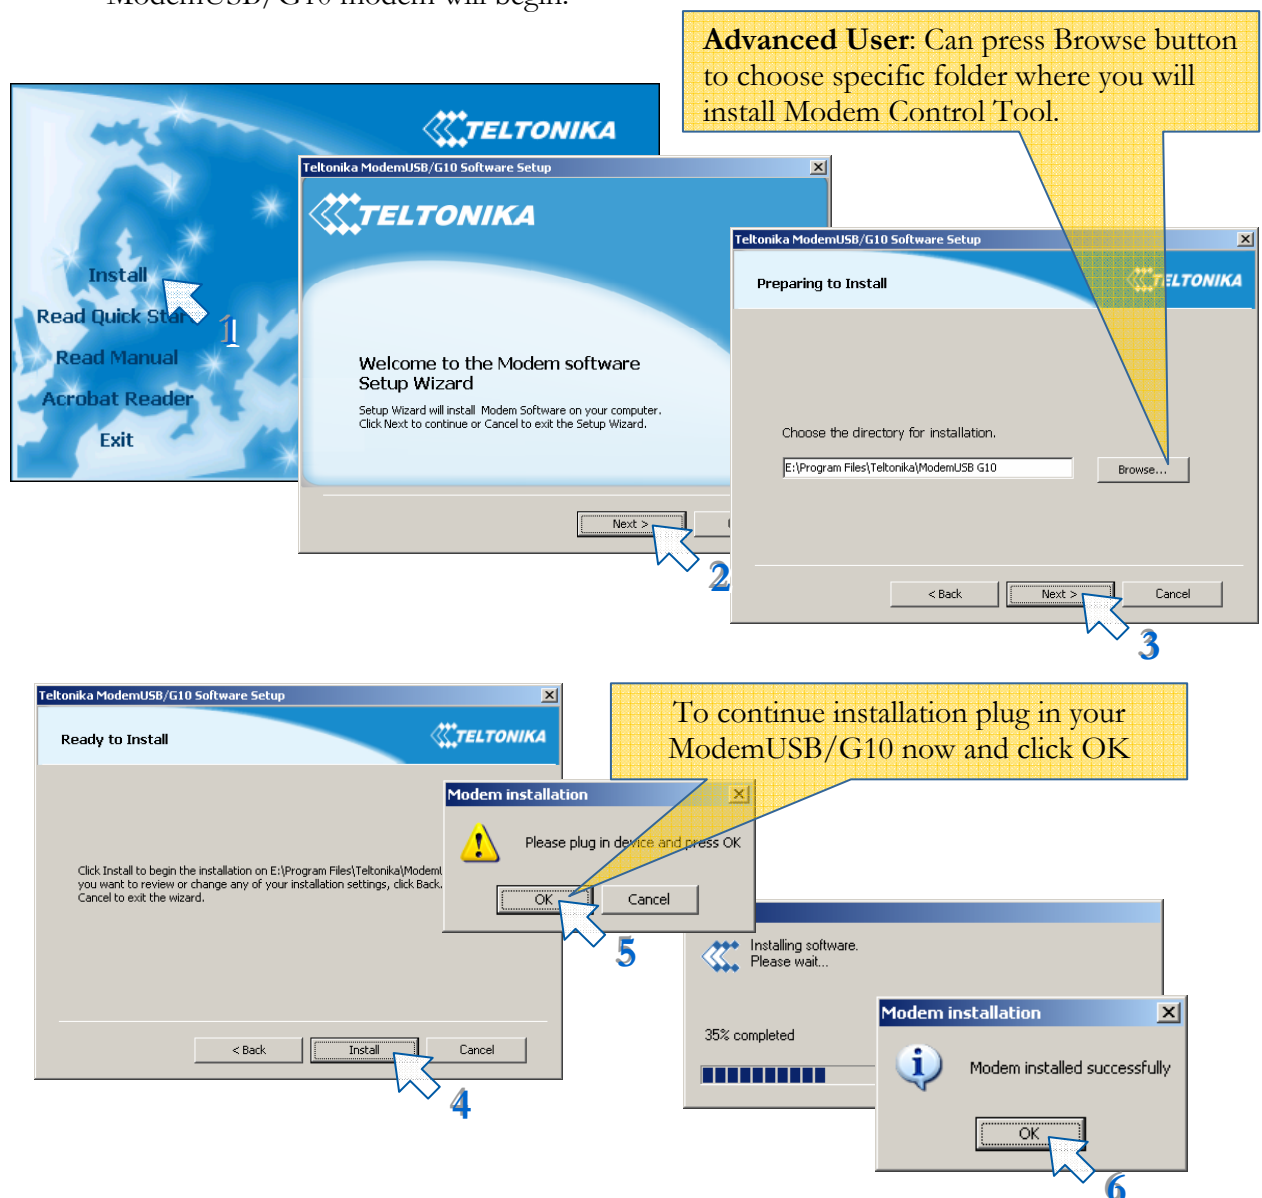 ModemUSB/G10 modem will begin.
Advanced User: Can press Browse button
to choose specific folder where you will
install Modem Control Tool.
TELTONIKA
Install
Read Quick Star
Read Manual
Acrobat Reader
Exit
1
Teltonika ModemUSB/G10 Software Setup
TELTONIKA
Welcome to the Modem software
Setup Wizard
Setup Wizard will install Modem Software on your computer.
Click Next to continue or Cancel to exit the Setup Wizard.
Next >
2
Teltonika ModemUSB/G10 Software Setup
Preparing to Install
TELTONIKA
Choose the directory for installation.
E:\Program Files\Teltonika\ModemUSB G10
Browse...
< Back
Next >
Cancel
3
Teltonika ModemUSB/G10 Software Setup
Ready to Install
TELTONIKA
Click Install to begin the installation on E:\Program Files\Teltonika\Modem
you want to review or change any of your installation settings, click Back.
Cancel to exit the wizard.
< Back
Install
Cancel
4
To continue installation plug in your
ModemUSB/G10 now and click OK
Modem installation
Please plug in device and press OK
OK
Cancel
5
Installing software.
Please wait...
35% completed
Modem installation
Modem installed successfully
OK
6